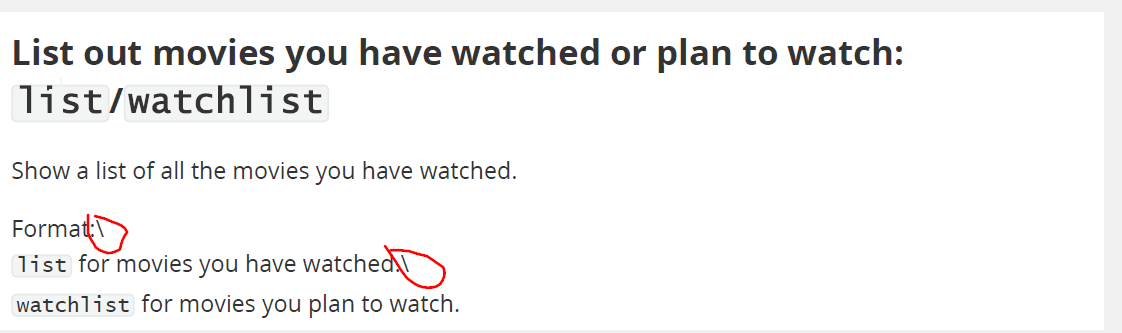 List out movies you have watched or plan to watch:
list/watchlist
Show a list of all the movies you have watched.
Format:\
list for movies you have watched.\
watchlist for movies you plan to watch.